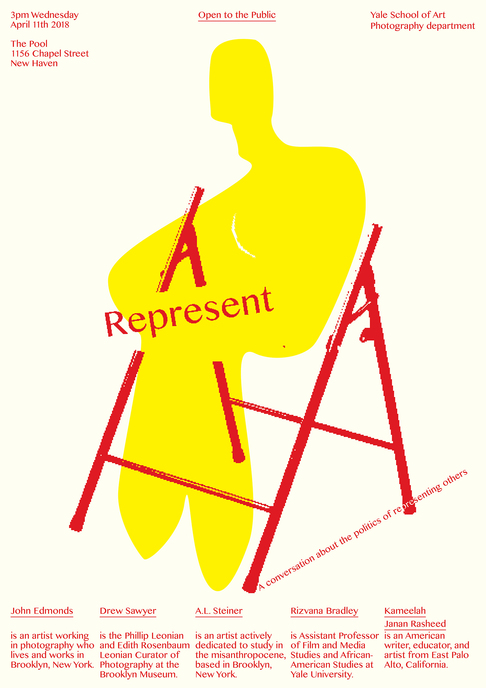 3pm Wednesday
April 11th 2018
The Pool
1156 Chapel Street
New Haven
Open to the Public
Yale School of Art
Photography department
Represent
A conversation about the politics of representing others
John Edmonds
is an artist working
in photography who
lives and works in
Brooklyn, New York.
Drew Sawyer
is the Phillip Leonian
and Edith Rosenbaum
Leonian Curator of
Photography at the
Brooklyn Museum.
A.L. Steiner
is an artist actively
dedicated to study in
the misanthropocene,
based in Brooklyn,
New York.
Rizvana Bradley
is Assistant Professor
of Film and Media
Studies and African-
American Studies at
Yale University.
Kameelah
Janan Rasheed
is an American
writer, educator, and
artist from East Palo
Alto, California.